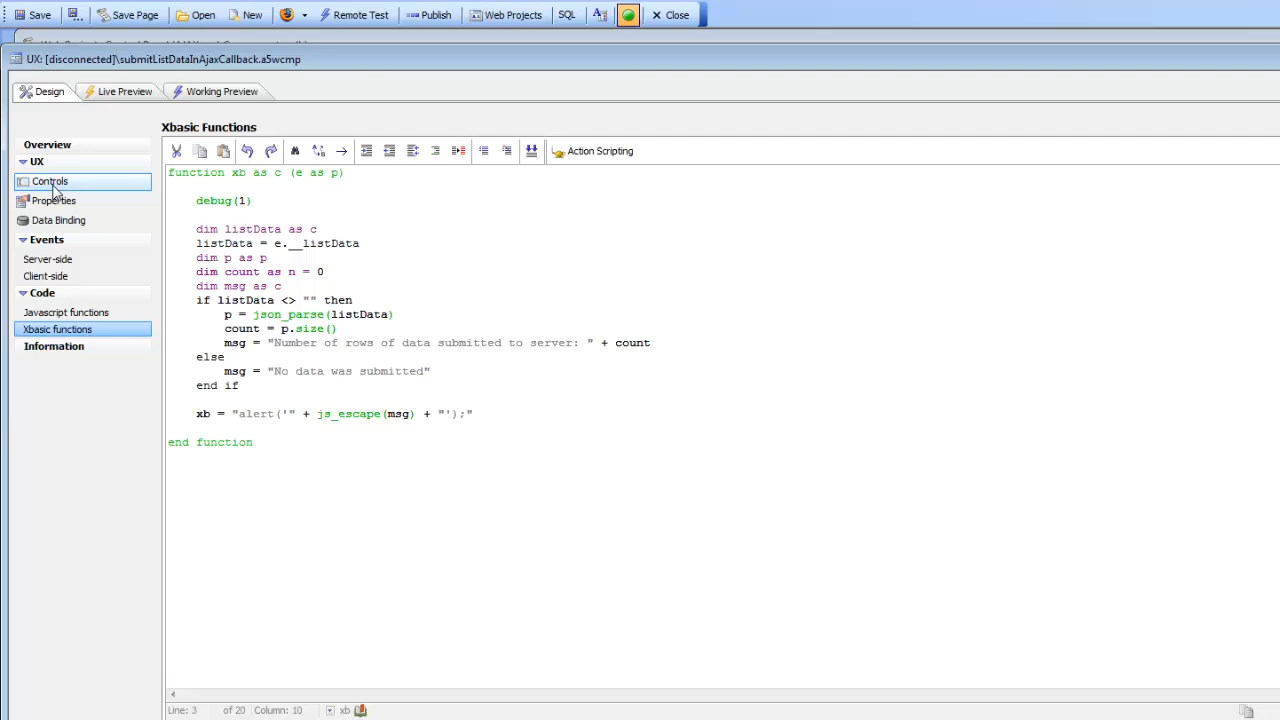 Save Save Page Open New Remote Test Publish Web Projects SQL Close
UX: [disconnected]\submitListDataInAjaxCallback.a5wcmp
Design Live Preview Working Preview
Overview
UX
Controls
Properties
Data Binding
Events
Server-side
Client-side
Code
Javascript functions
Xbasic functions
Information
Xbasic Functions
Action Scripting
function xb as c (e as p)
debug(1)
dim listData as c
listData = e.__listData
dim p as p
dim count as n = 0
dim msg as c
if listData <> "" then
p = json_parse(listData)
count = p.size()
msg = "Number of rows of data submitted to server: " + count
else
msg = "No data was submitted"
end if
xb = "alert('" + js_escape(msg) + "');"
end function
Line: 3 of 20 Column: 10 xb